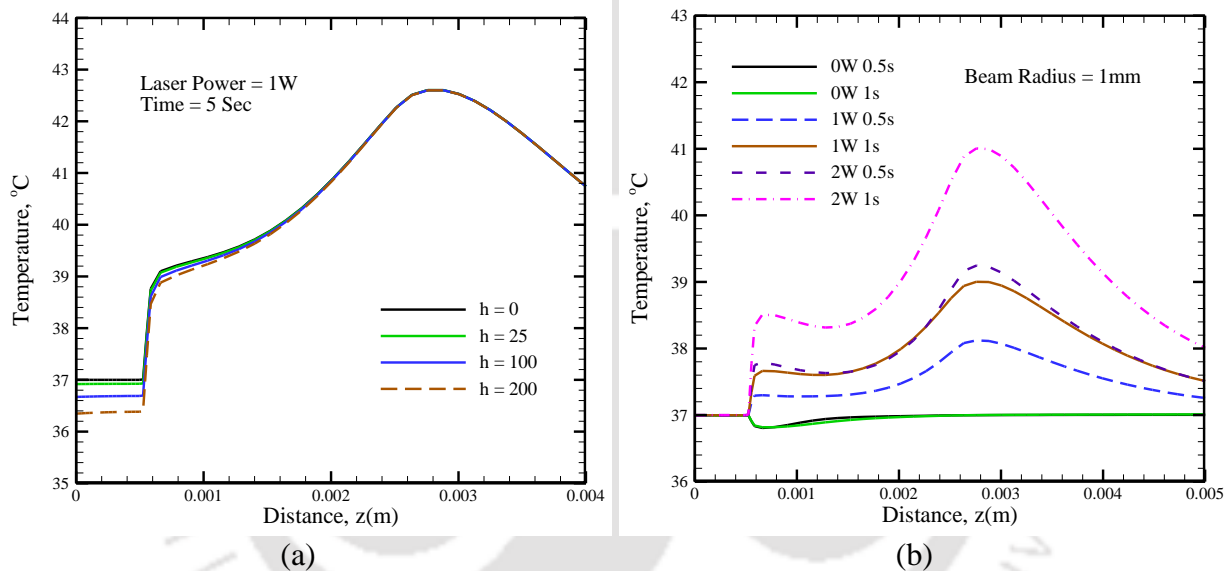 44
43
42
41
40
39
38
37
36
35
Temperature, °C
Laser Power = 1W
Time = 5 Sec
h = 0
h = 25
h = 100
h = 200
0
0.001
0.002
0.003
0.004
Distance, z(m)
(a)
43
42
41
40
39
38
37
36
Temperature, °C
0W 0.5s
0W 1s
1W 0.5s
1W 1s
2W 0.5s
2W 1s
Beam Radius = 1mm
0
0.001
0.002
0.003
0.004
0.005
Distance, z(m)
(b)